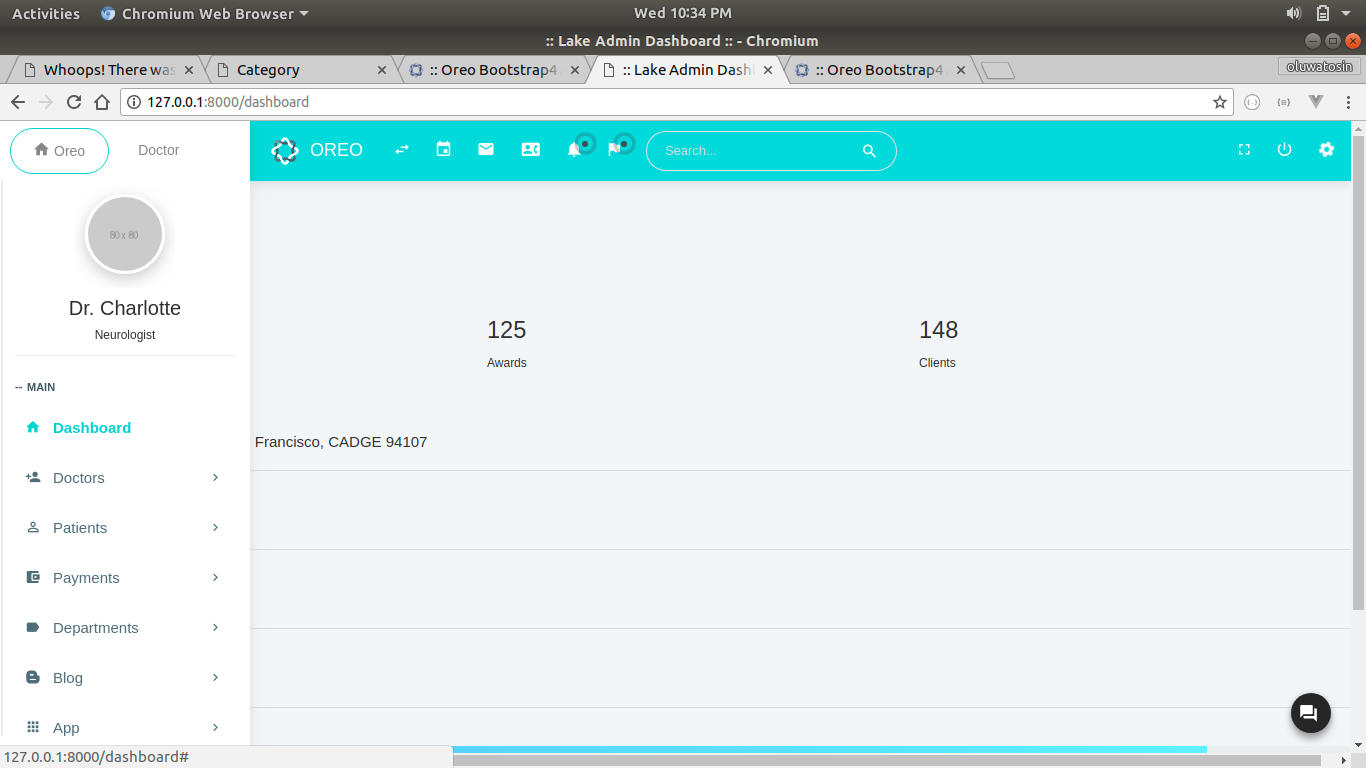 Activities Chromium Web Browser Wed 10:34 PM
:: Lake Admin Dashboard :: - Chromium
Whoops! There was Category :: Oreo Bootstrap4 :: Lake Admin Dash :: Oreo Bootstrap4 oluwatosin
127.0.0.1:8000/dashboard
Oreo Doctor OREO Search...
80 x 80
Dr. Charlotte
Neurologist
125 148
Awards Clients
-- MAIN
Dashboard
Francisco, CADGE 94107
Doctors
Patients
Payments
Departments
Blog
App
127.0.0.1:8000/dashboard#